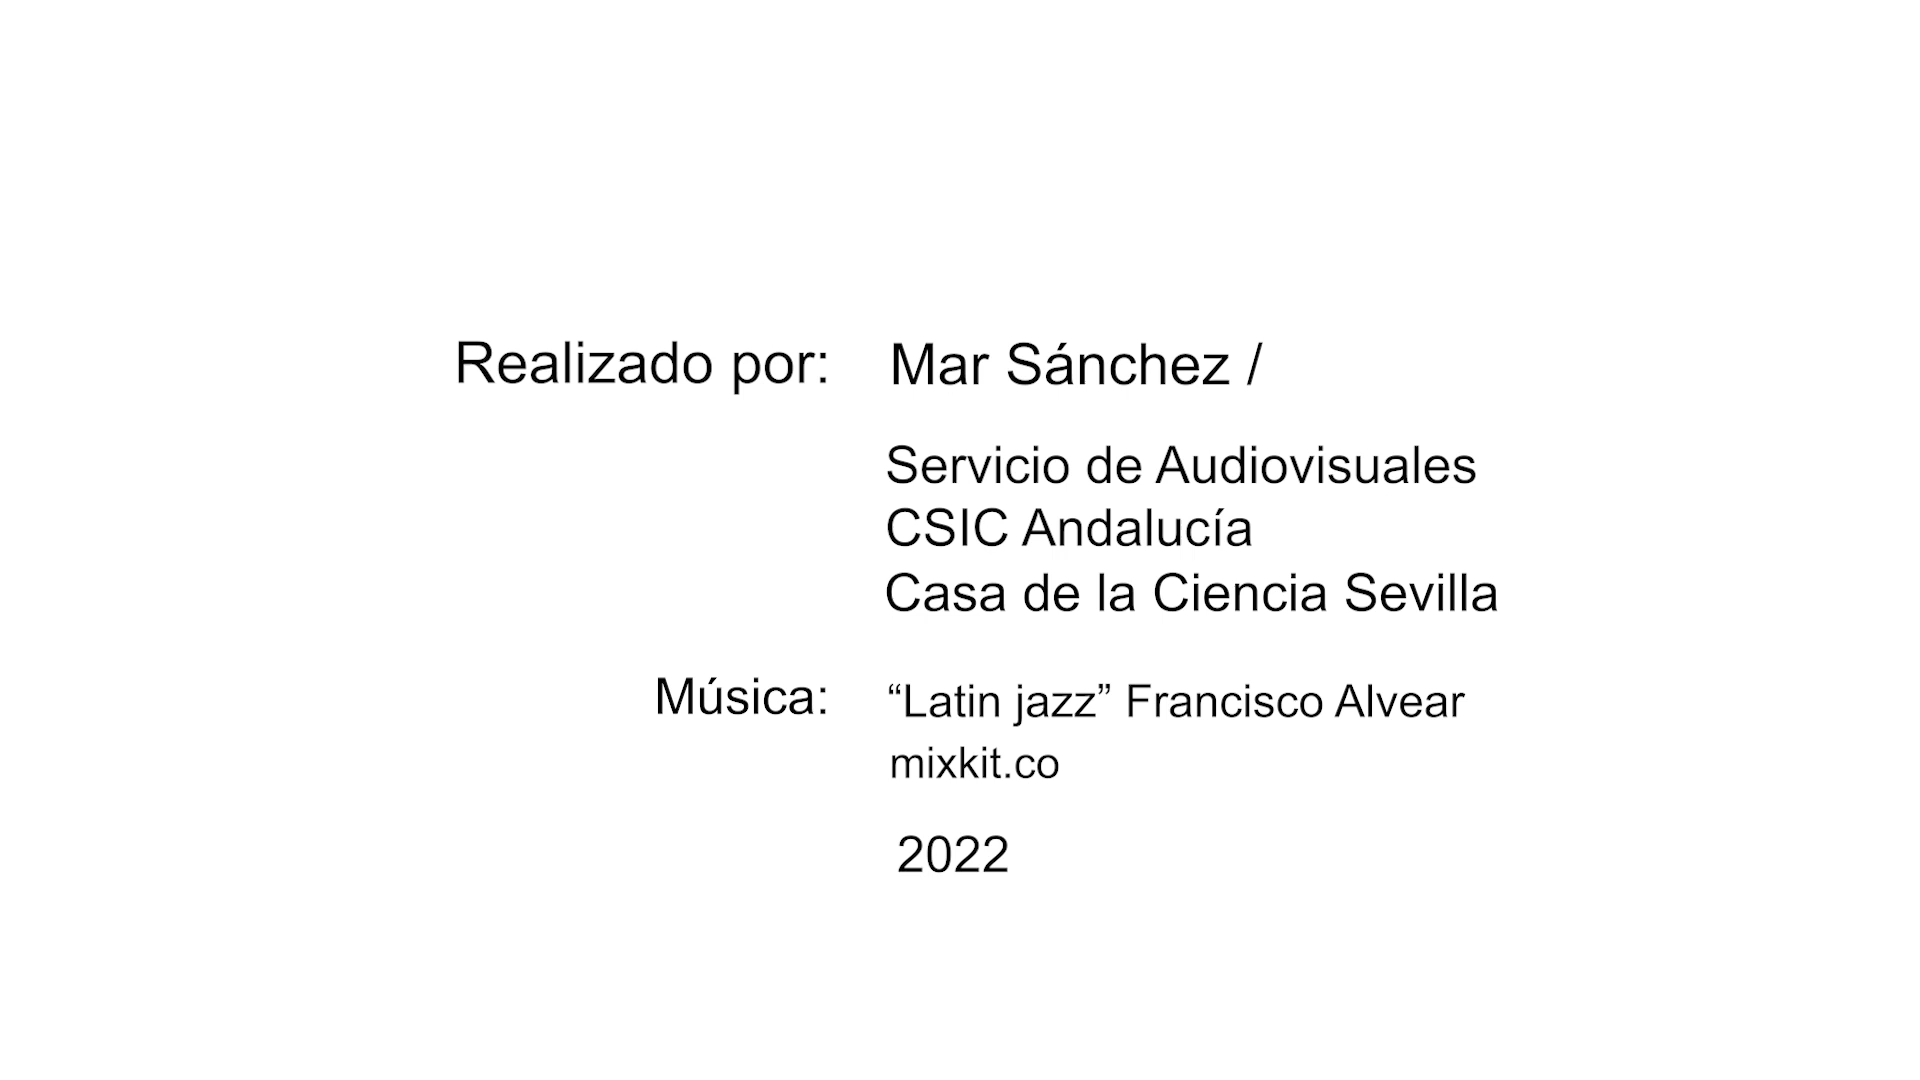 Realizado por: Mar Sánchez /
Servicio de Audiovisuales
CSIC Andalucía
Casa de la Ciencia Sevilla
Música: “Latin jazz” Francisco Alvear
mixkit.co
2022